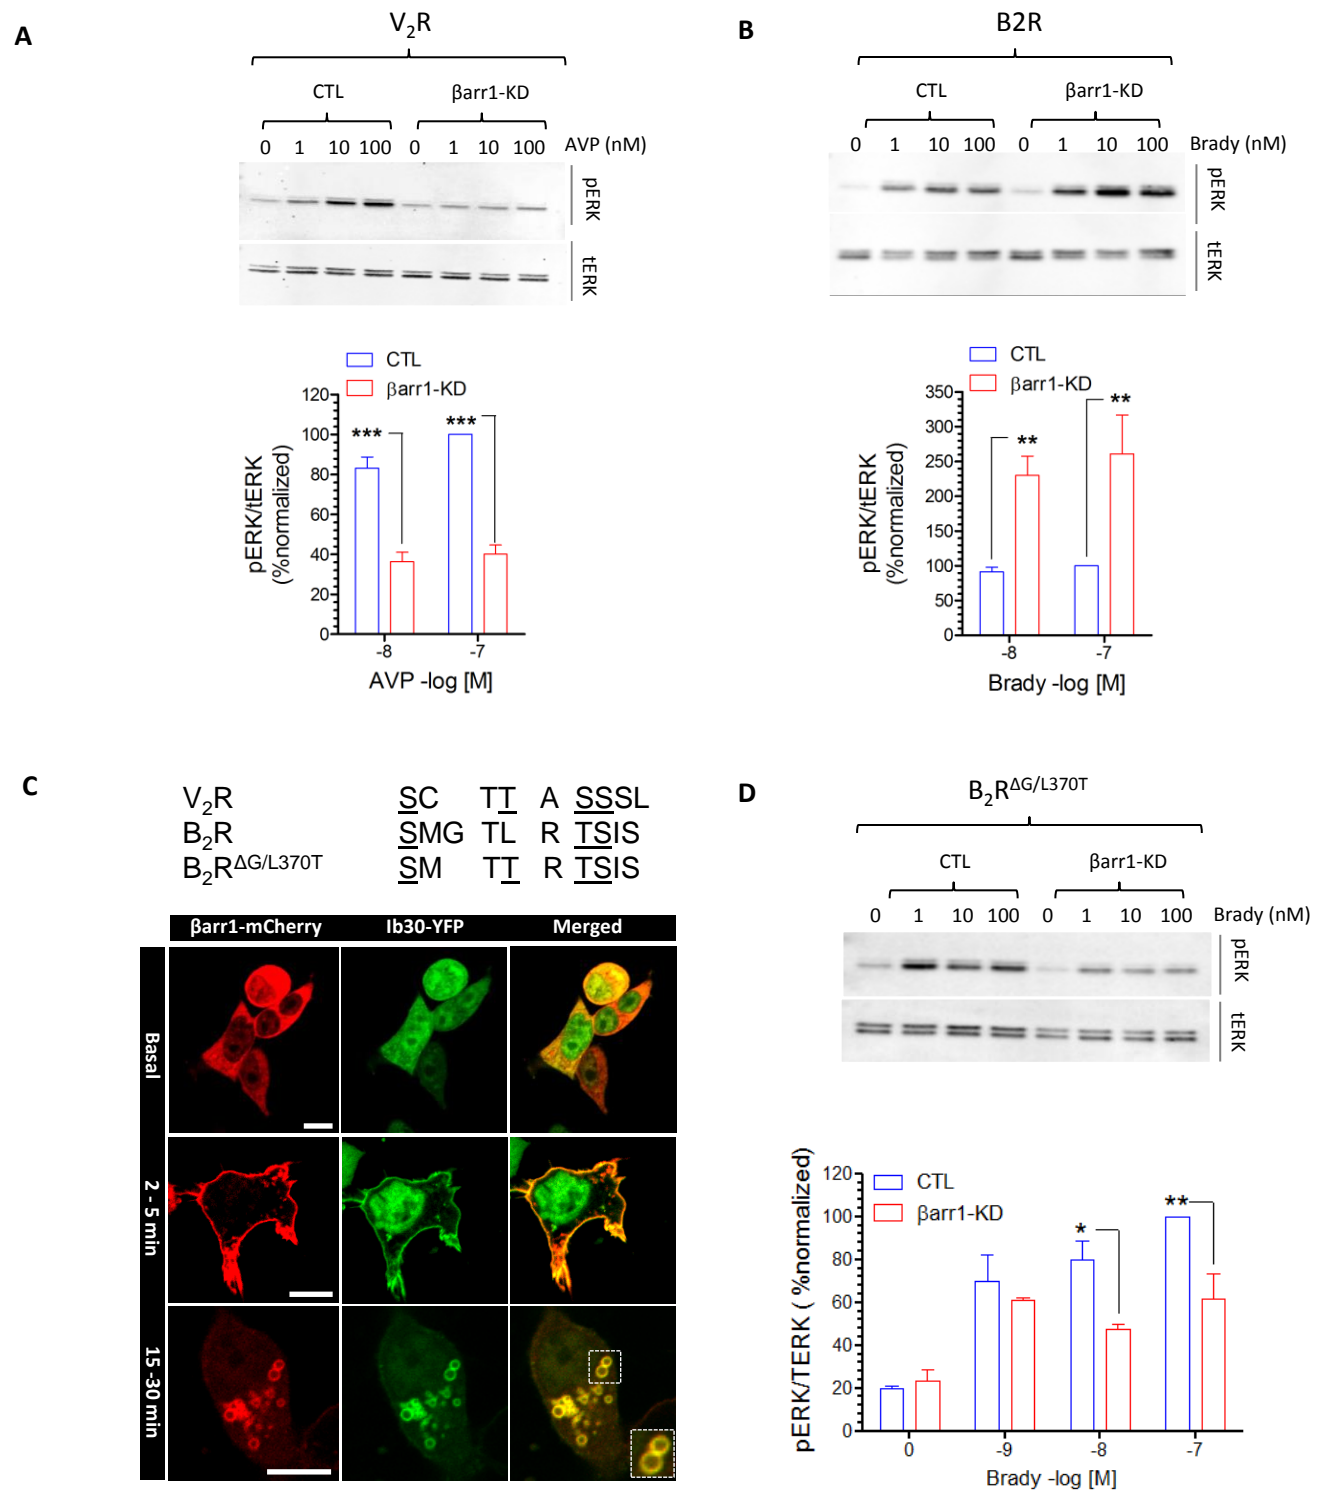 A
V2R
CTL βarr1-KD
0 1 10 100 0 1 10 100 AVP (nM)
pERK
tERK
CTL
βarr1-KD
120
100
80
60
40
20
0
*** ***
pERK/tERK
(%normalized)
-8 -7
AVP -log [M]
B
B2R
CTL βarr1-KD
0 1 10 100 0 1 10 100 Brady (nM)
pERK
tERK
CTL
βarr1-KD
350
300
250
200
150
100
50
0
** **
pERK/tERK
(%normalized)
-8 -7
Brady -log [M]
C
V2R SC TT A SSSL
B2R SMG TL R TSIS
B2RΔG/L370T SM TT R TSIS
βarr1-mCherry Ib30-YFP Merged
Basal
2 - 5 min
15 -30 min
D
B2RΔG/L370T
CTL βarr1-KD
0 1 10 100 0 1 10 100 Brady (nM)
pERK
tERK
CTL
βarr1-KD
120
100
80
60
40
20
0
* **
pERK/TERK ( %normalized)
0 -9 -8 -7
Brady -log [M]